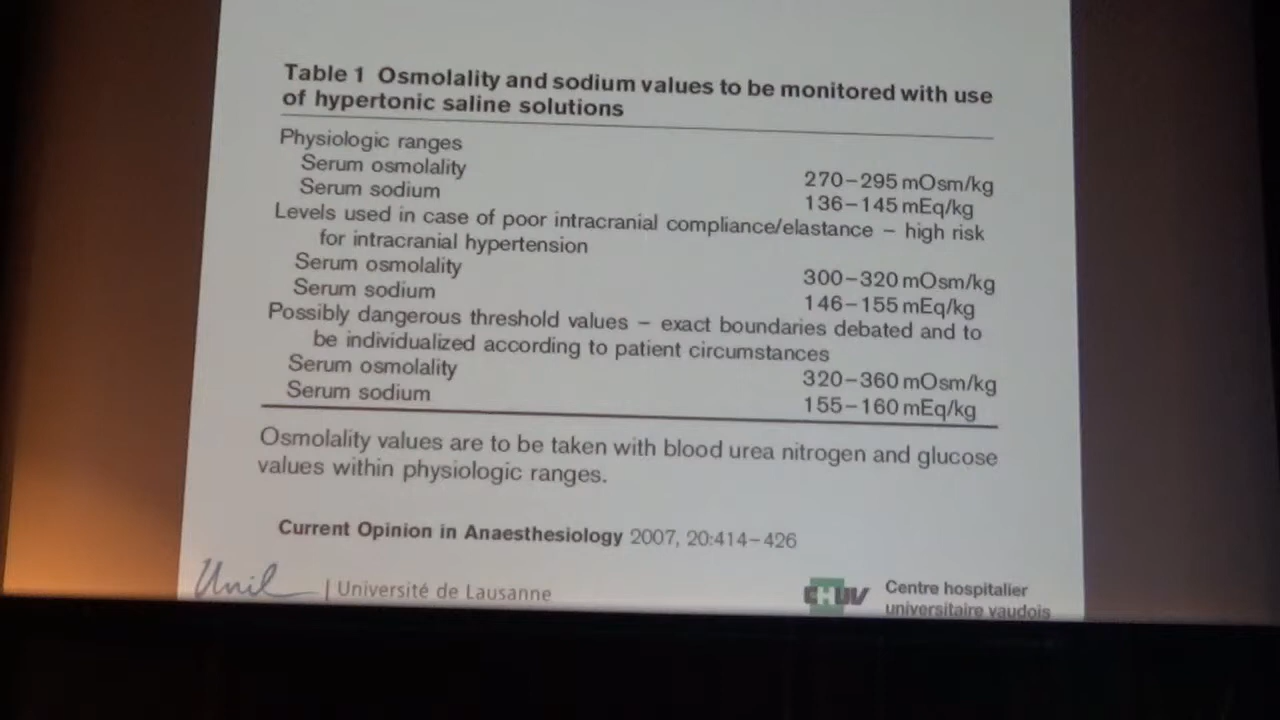 Table 1 Osmolality and sodium values to be monitored with use
of hypertonic saline solutions
Physiologic ranges
Serum osmolality 270–295 mOsm/kg
Serum sodium 136–145 mEq/kg
Levels used in case of poor intracranial compliance/elastance – high risk
for intracranial hypertension
Serum osmolality 300–320 mOsm/kg
Serum sodium 146–155 mEq/kg
Possibly dangerous threshold values – exact boundaries debated and to
be individualized according to patient circumstances
Serum osmolality 320–360 mOsm/kg
Serum sodium 155–160 mEq/kg
Osmolality values are to be taken with blood urea nitrogen and glucose
values within physiologic ranges.
Current Opinion in Anaesthesiology 2007, 20:414–426
Unil | Université de Lausanne
CHUV Centre hospitalier
universitaire vaudois